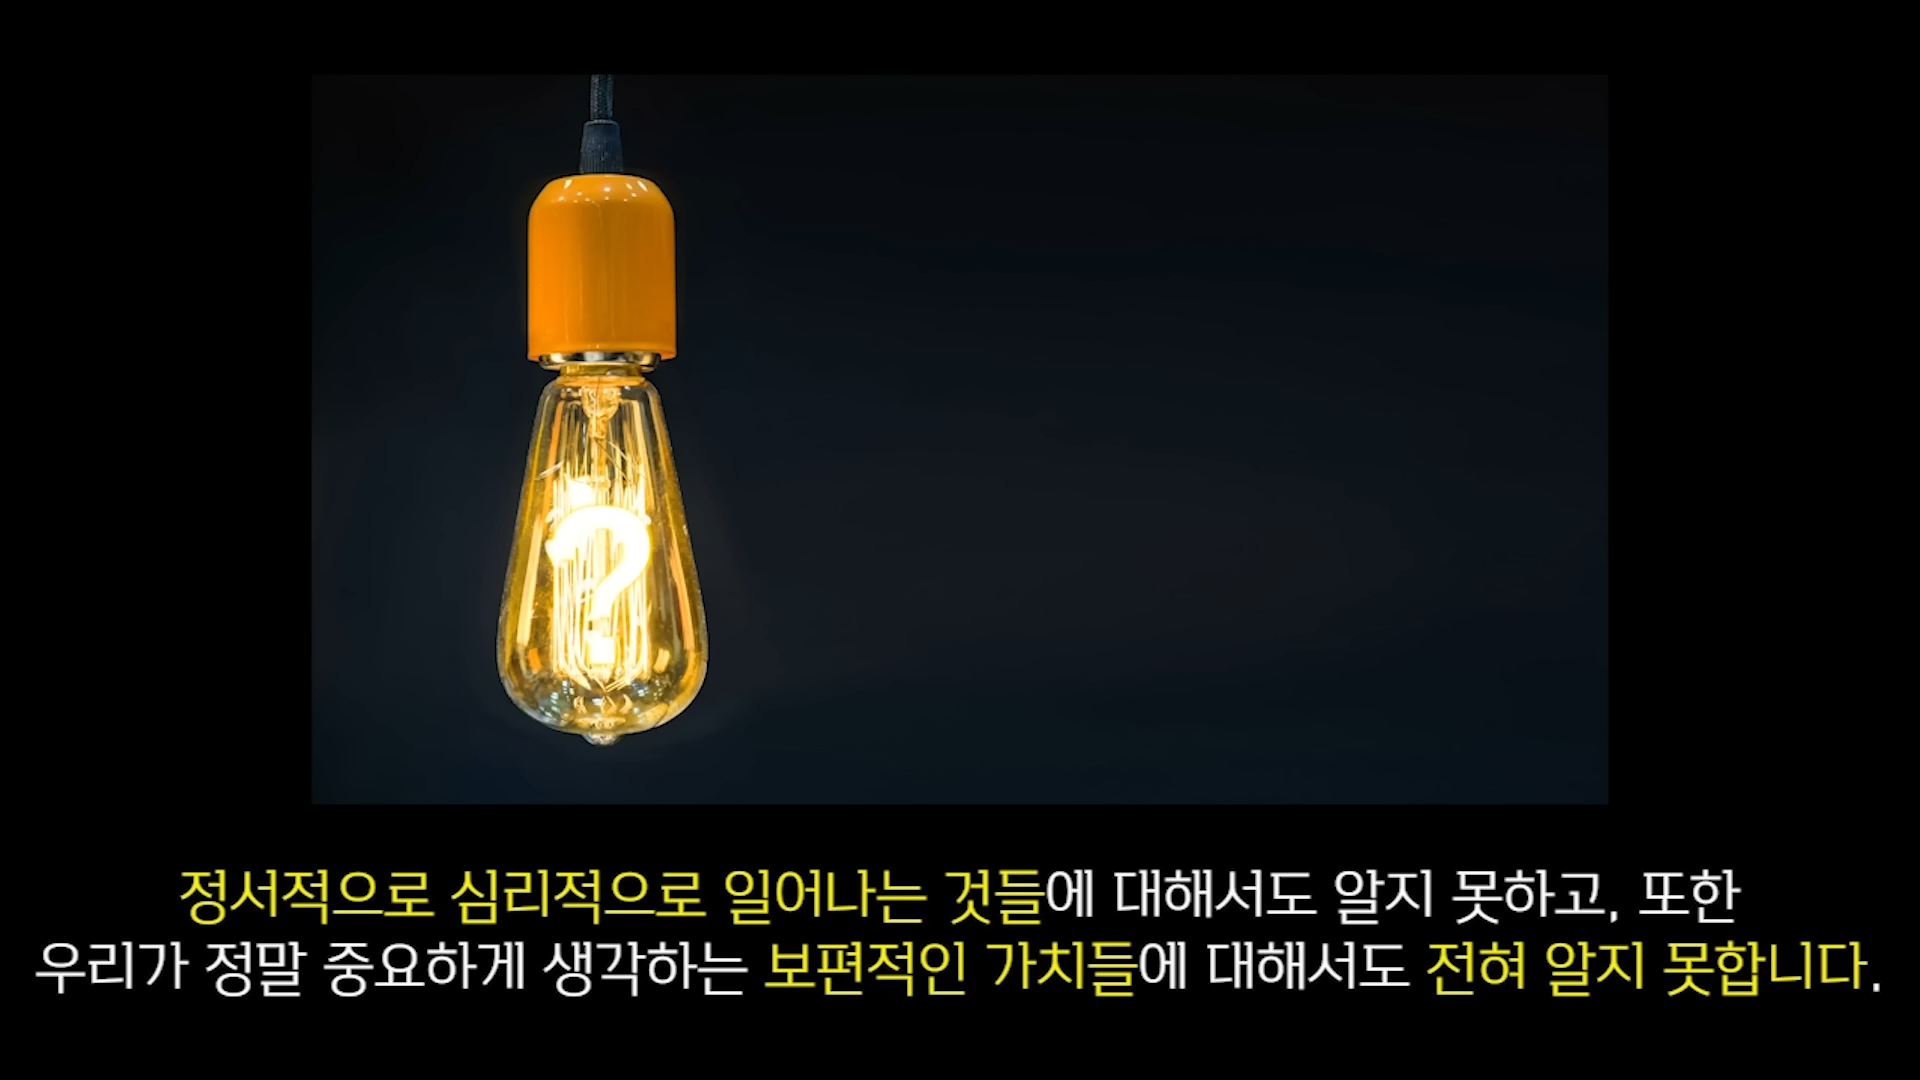 ?
정서적으로 심리적으로 일어나는 것들에 대해서도 알지 못하고, 또한
우리가 정말 중요하게 생각하는 보편적인 가치들에 대해서도 전혀 알지 못합니다.